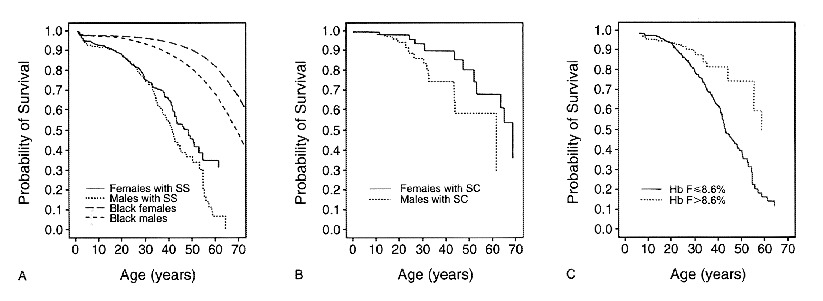 1.0
0.9
0.8
0.7
0.6
0.5
0.4
0.3
0.2
0.1
0.0
Probability of Survival
Females with SS
Males with SS
Black females
Black males
0 10 20 30 40 50 60 70
Age (years)
A
1.0
0.9
0.8
0.7
0.6
0.5
0.4
0.3
0.2
0.1
0.0
Probability of Survival
Females with SC
Males with SC
0 10 20 30 40 50 60 70
Age (years)
B
1.0
0.9
0.8
0.7
0.6
0.5
0.4
0.3
0.2
0.1
0.0
Probability of Survival
Hb F≤8.6%
Hb F>8.6%
0 10 20 30 40 50 60 70
Age (years)
C